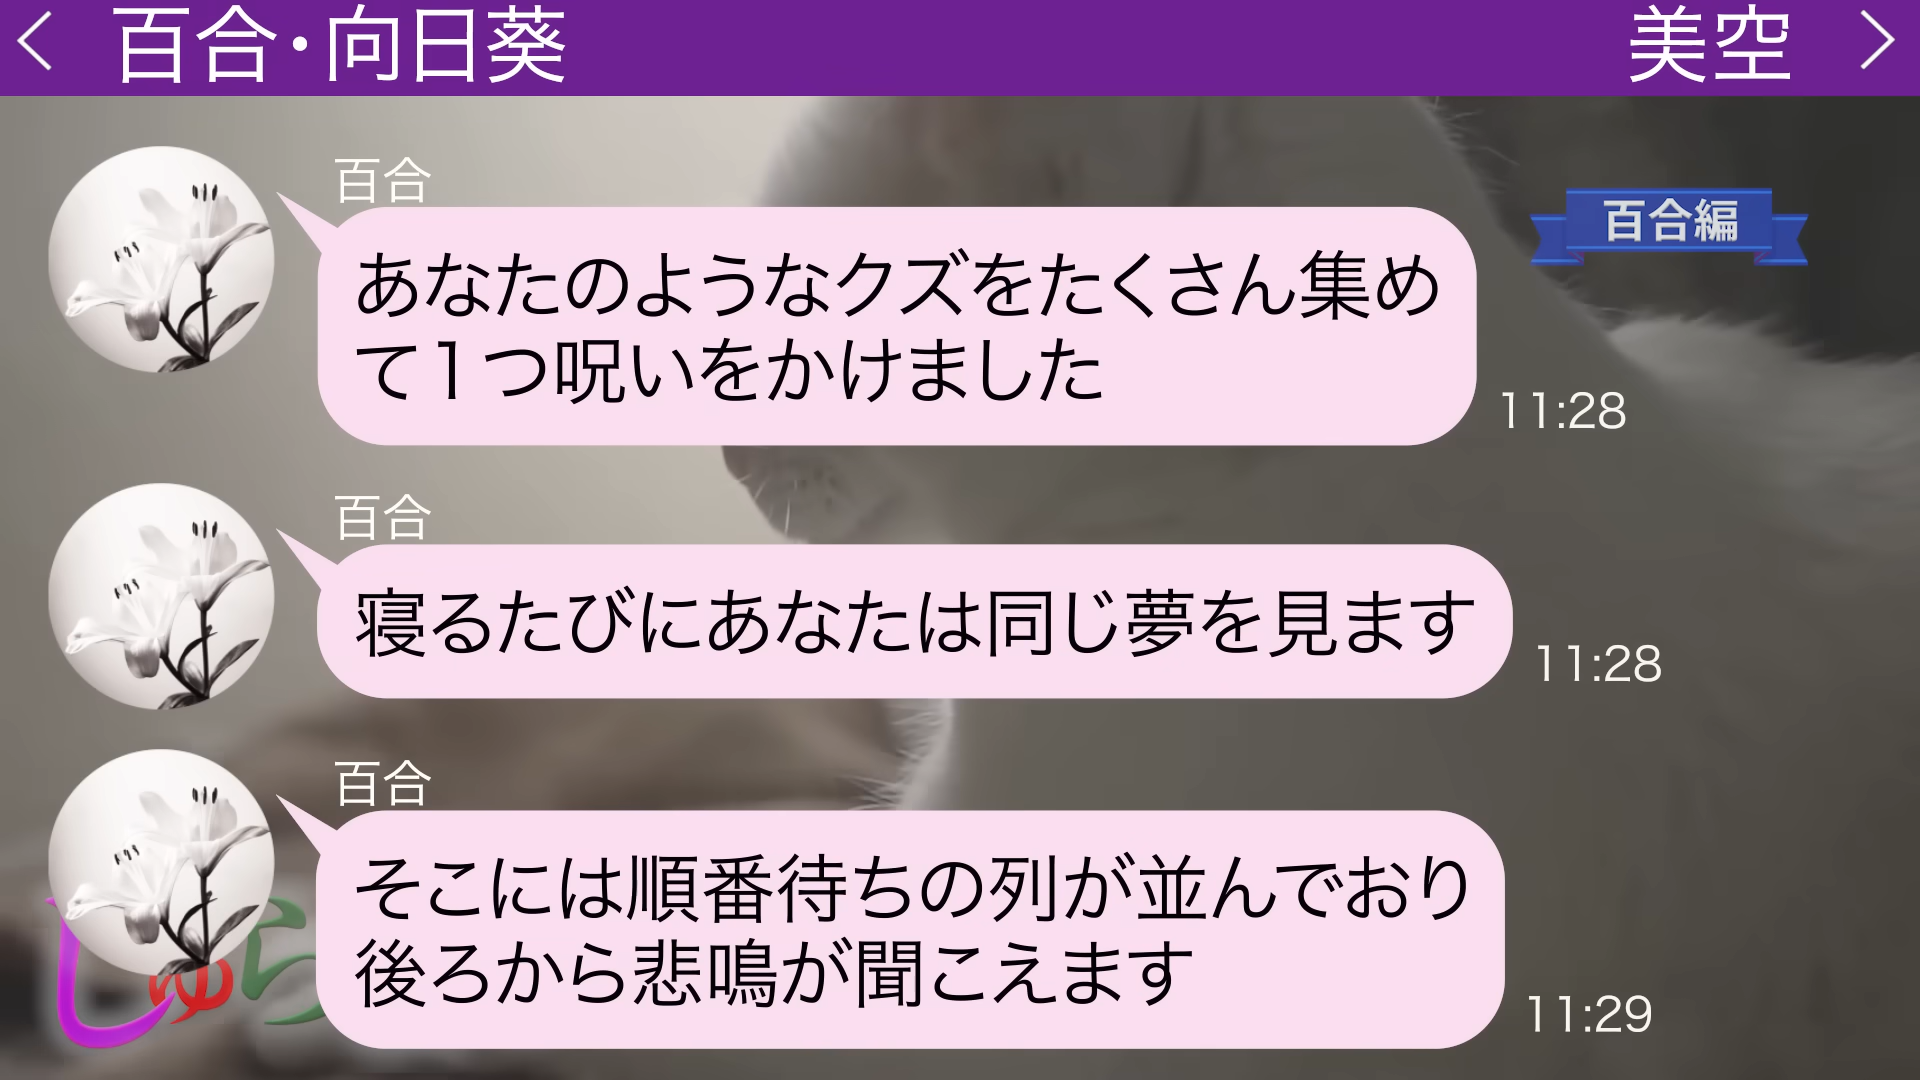 百合・向日葵
美空
百合
百合編
あなたのようなクズをたくさん集め
て1つ呪いをかけました
11:28
百合
寝るたびにあなたは同じ夢を見ます
11:28
百合
そこには順番待ちの列が並んでおり
後ろから悲鳴が聞こえます
11:29
しゅら